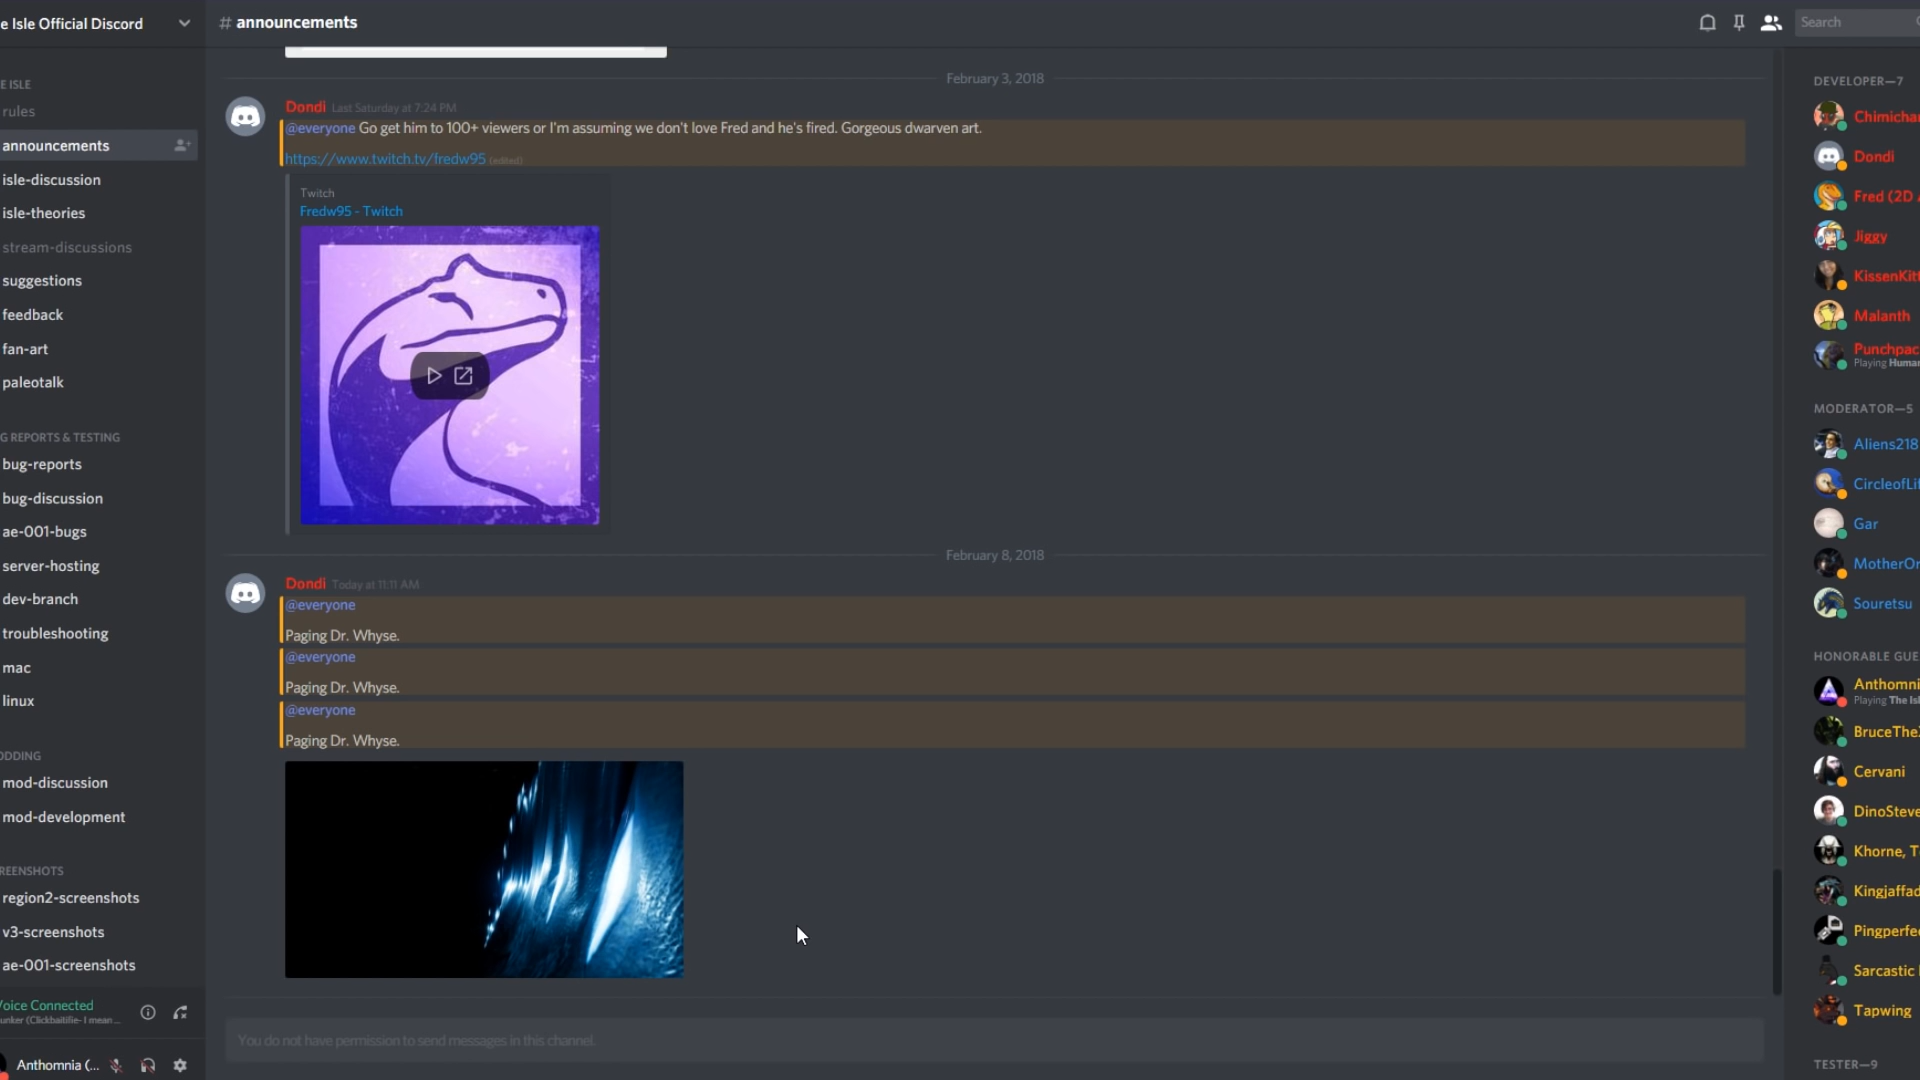 e Isle Official Discord
# announcements
Search
E ISLE
rules
announcements
isle-discussion
isle-theories
stream-discussions
suggestions
feedback
fan-art
paleotalk
G REPORTS & TESTING
bug-reports
bug-discussion
ae-001-bugs
server-hosting
dev-branch
troubleshooting
mac
linux
ODDING
mod-discussion
mod-development
REENSHOTS
region2-screenshots
v3-screenshots
ae-001-screenshots
Voice Connected
unker (Clickbaitifie- I mean ...
Anthomnia (...
February 3, 2018
Dondi Last Saturday at 7:24 PM
@everyone Go get him to 100+ viewers or I'm assuming we don't love Fred and he's fired. Gorgeous dwarven art.
https://www.twitch.tv/fredw95 (edited)
Twitch
Fredw95 - Twitch
February 8, 2018
Dondi Today at 11:11 AM
@everyone
Paging Dr. Whyse.
@everyone
Paging Dr. Whyse.
@everyone
Paging Dr. Whyse.
You do not have permission to send messages in this channel.
DEVELOPER—7
Chimicha
Dondi
Fred (2D
Jiggy
KissenKit
Malanth
Punchpac
Playing Huma
MODERATOR—5
Aliens218
CircleofLi
Gar
MotherOr
Souretsu
HONORABLE GUE
Anthomni
Playing The Isl
BruceThe
Cervani
DinoSteve
Khorne, T
Kingjaffad
Pingperfe
Sarcastic
Tapwing
TESTER—9